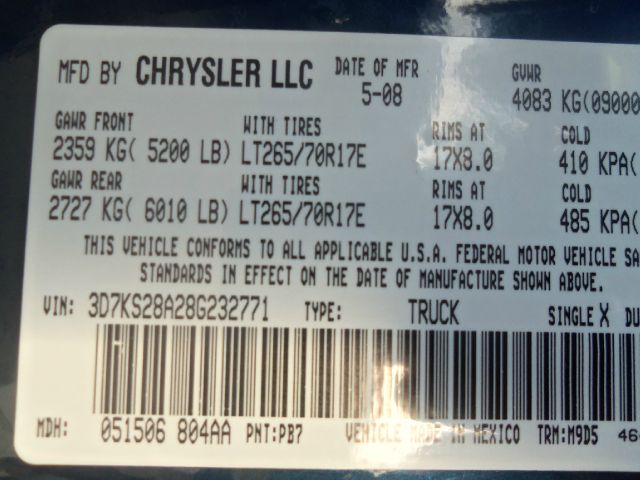 MFD BY CHRYSLER LLC DATE OF MFR 5-08 GVWR 4083 KG(09000
GAWR FRONT WITH TIRES RIMS AT COLD
2359 KG( 5200 LB) LT265/70R17E 17X8.0 410 KPA(
GAWR REAR WITH TIRES RIMS AT COLD
2727 KG( 6010 LB) LT265/70R17E 17X8.0 485 KPA(
THIS VEHICLE CONFORMS TO ALL APPLICABLE U.S.A. FEDERAL MOTOR VEHICLE SA
STANDARDS IN EFFECT ON THE DATE OF MANUFACTURE SHOWN ABOVE.
VIN: 3D7KS28A28G232771 TYPE: TRUCK SINGLE X DU
MDH: 051506 804AA PNT:PB7 VEHICLE MADE IN MEXICO TRM:M9D5 46